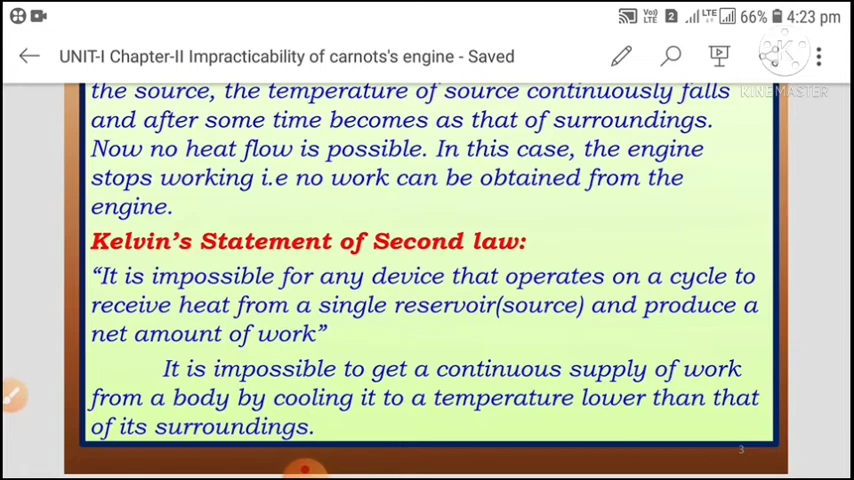 66% 4:23 pm
UNIT-I Chapter-II Impracticability of carnots's engine - Saved
KINEMASTER
the source, the temperature of source continuously falls
and after some time becomes as that of surroundings.
Now no heat flow is possible. In this case, the engine
stops working i.e no work can be obtained from the
engine.
Kelvin's Statement of Second law:
“It is impossible for any device that operates on a cycle to
receive heat from a single reservoir(source) and produce a
net amount of work”
It is impossible to get a continuous supply of work
from a body by cooling it to a temperature lower than that
of its surroundings.
3